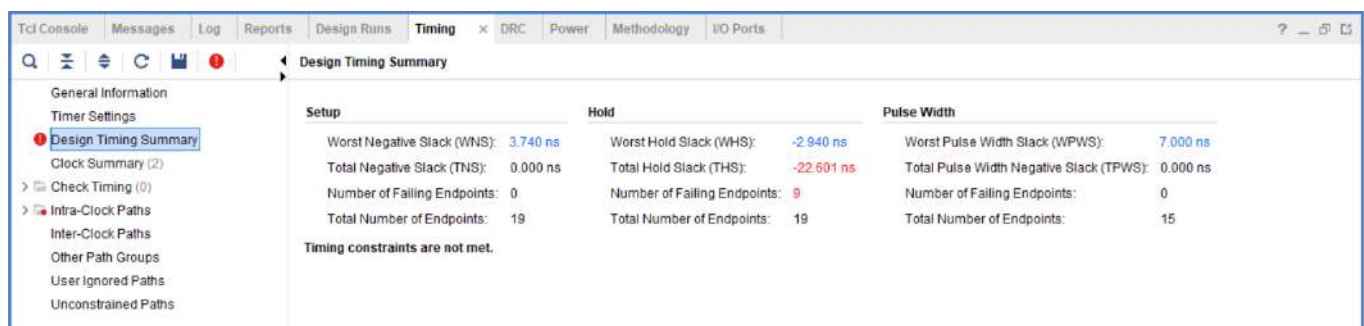 Tcl Console Messages Log Reports Design Runs Timing × DRC Power Methodology I/O Ports ?
Design Timing Summary
General Information
Timer Settings
Design Timing Summary
Clock Summary (2)
Check Timing (0)
Intra-Clock Paths
Inter-Clock Paths
Other Path Groups
User Ignored Paths
Unconstrained Paths
Setup Hold Pulse Width
Worst Negative Slack (WNS): 3.740 ns Worst Hold Slack (WHS): -2.940 ns Worst Pulse Width Slack (WPWS): 7.000 ns
Total Negative Slack (TNS): 0.000 ns Total Hold Slack (THS): -22.601 ns Total Pulse Width Negative Slack (TPWS): 0.000 ns
Number of Failing Endpoints: 0 Number of Failing Endpoints: 9 Number of Failing Endpoints: 0
Total Number of Endpoints: 19 Total Number of Endpoints: 19 Total Number of Endpoints: 15
Timing constraints are not met.